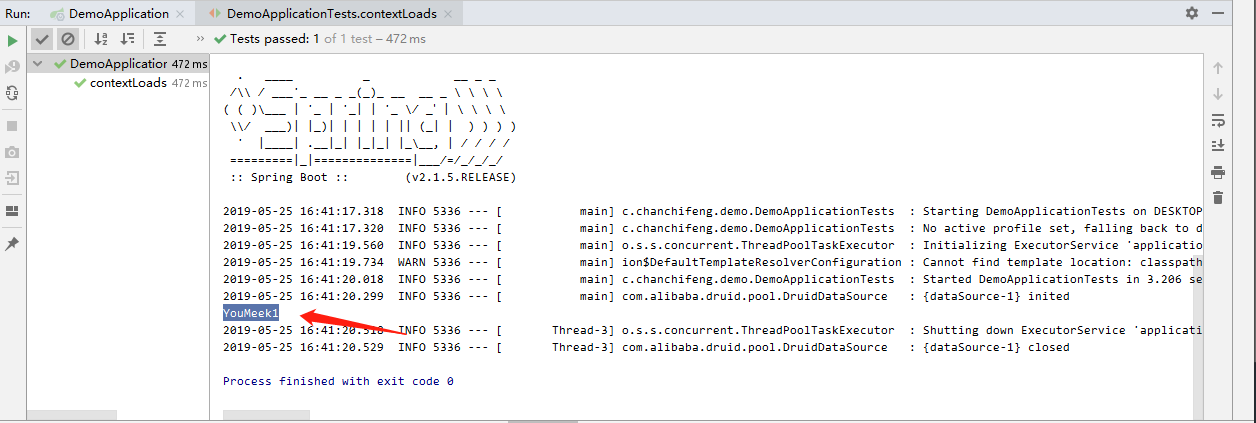 Run: DemoApplication × DemoApplicationTests.contextLoads ×
» Tests passed: 1 of 1 test – 472 ms
DemoApplication 472 ms
contextLoads 472 ms
  .   ____          _            __ _ _
 /\\ / ___'_ __ _ _(_)_ __  __ _ \ \ \ \
( ( )\___ | '_ | '_| | '_ \/ _` | \ \ \ \
 \\/  ___)| |_)| | | | | || (_| |  ) ) ) )
  '  |____| .__|_| |_|_| |_\__, | / / / /
 =========|_|==============|___/=/_/_/_/
 :: Spring Boot ::        (v2.1.5.RELEASE)
2019-05-25 16:41:17.318  INFO 5336 --- [           main] c.chanchifeng.demo.DemoApplicationTests  : Starting DemoApplicationTests on DESKTOP
2019-05-25 16:41:17.320  INFO 5336 --- [           main] c.chanchifeng.demo.DemoApplicationTests  : No active profile set, falling back to d
2019-05-25 16:41:19.560  INFO 5336 --- [           main] o.s.s.concurrent.ThreadPoolTaskExecutor  : Initializing ExecutorService 'applicatio
2019-05-25 16:41:19.734  WARN 5336 --- [           main] ion$DefaultTemplateResolverConfiguration : Cannot find template location: classpath
2019-05-25 16:41:20.018  INFO 5336 --- [           main] c.chanchifeng.demo.DemoApplicationTests  : Started DemoApplicationTests in 3.206 se
2019-05-25 16:41:20.299  INFO 5336 --- [           main] com.alibaba.druid.pool.DruidDataSource   : {dataSource-1} inited
YouMeek1
2019-05-25 16:41:20.518  INFO 5336 --- [       Thread-3] o.s.s.concurrent.ThreadPoolTaskExecutor  : Shutting down ExecutorService 'applicati
2019-05-25 16:41:20.529  INFO 5336 --- [       Thread-3] com.alibaba.druid.pool.DruidDataSource   : {dataSource-1} closed
Process finished with exit code 0